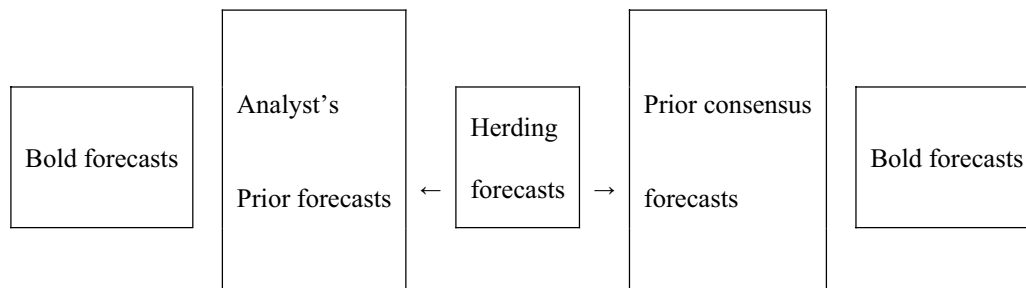 Bold forecasts
Analyst’s
Prior forecasts
←
Herding
forecasts
→
Prior consensus
forecasts
Bold forecasts